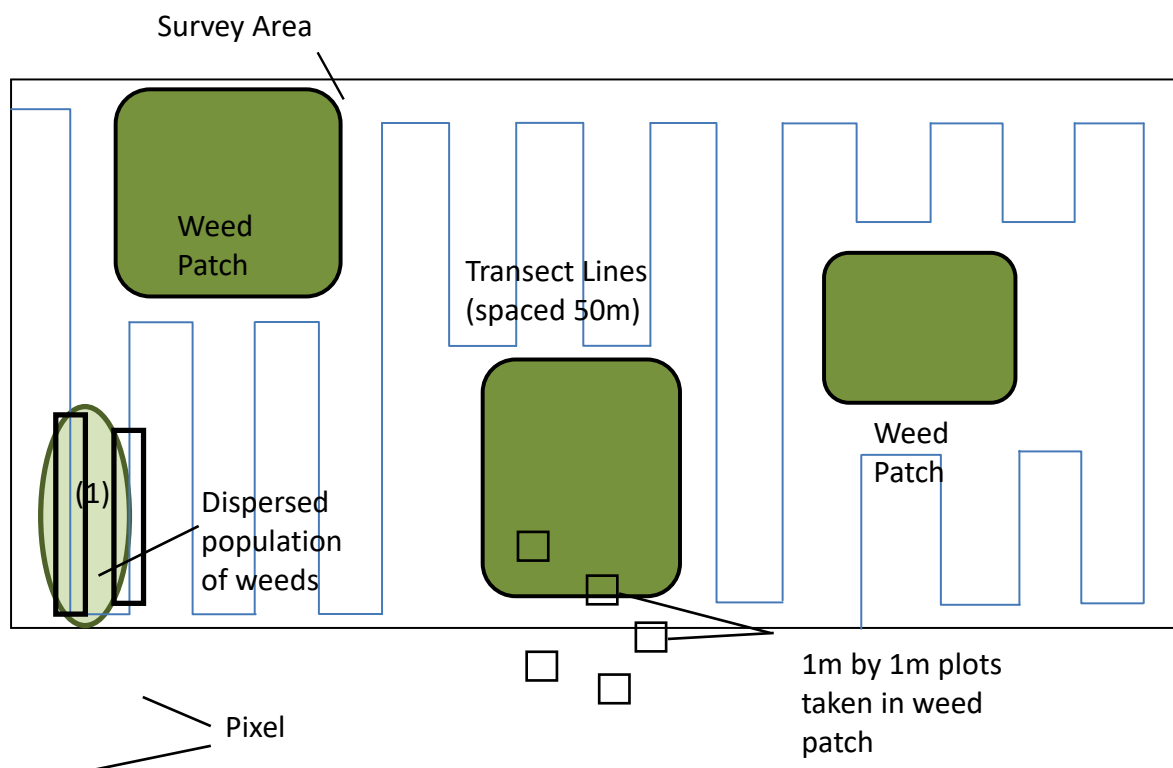 Survey Area
Weed
Patch
Transect Lines
(spaced 50m)
Weed
Patch
(1)
Dispersed
population
of weeds
1m by 1m plots
taken in weed
patch
Pixel